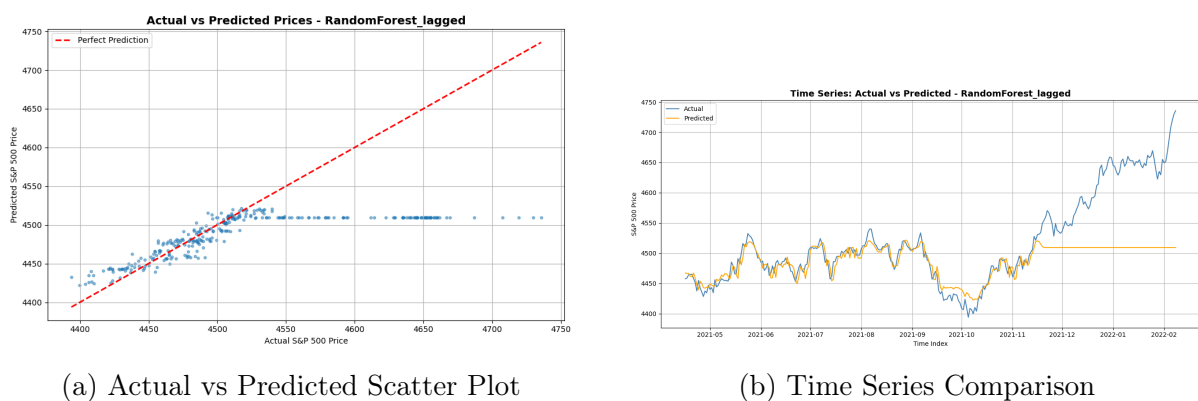 Actual vs Predicted Prices - RandomForest_lagged
Perfect Prediction
Predicted S&P 500 Price
4750
4700
4650
4600
4550
4500
4450
4400
4400 4450 4500 4550 4600 4650 4700 4750
Actual S&P 500 Price
(a) Actual vs Predicted Scatter Plot
Time Series: Actual vs Predicted - RandomForest_lagged
Actual
Predicted
S&P 500 Price
4750
4700
4650
4600
4550
4500
4450
4400
2021-05 2021-06 2021-07 2021-08 2021-09 2021-10 2021-11 2021-12 2022-01 2022-02
Time Index
(b) Time Series Comparison